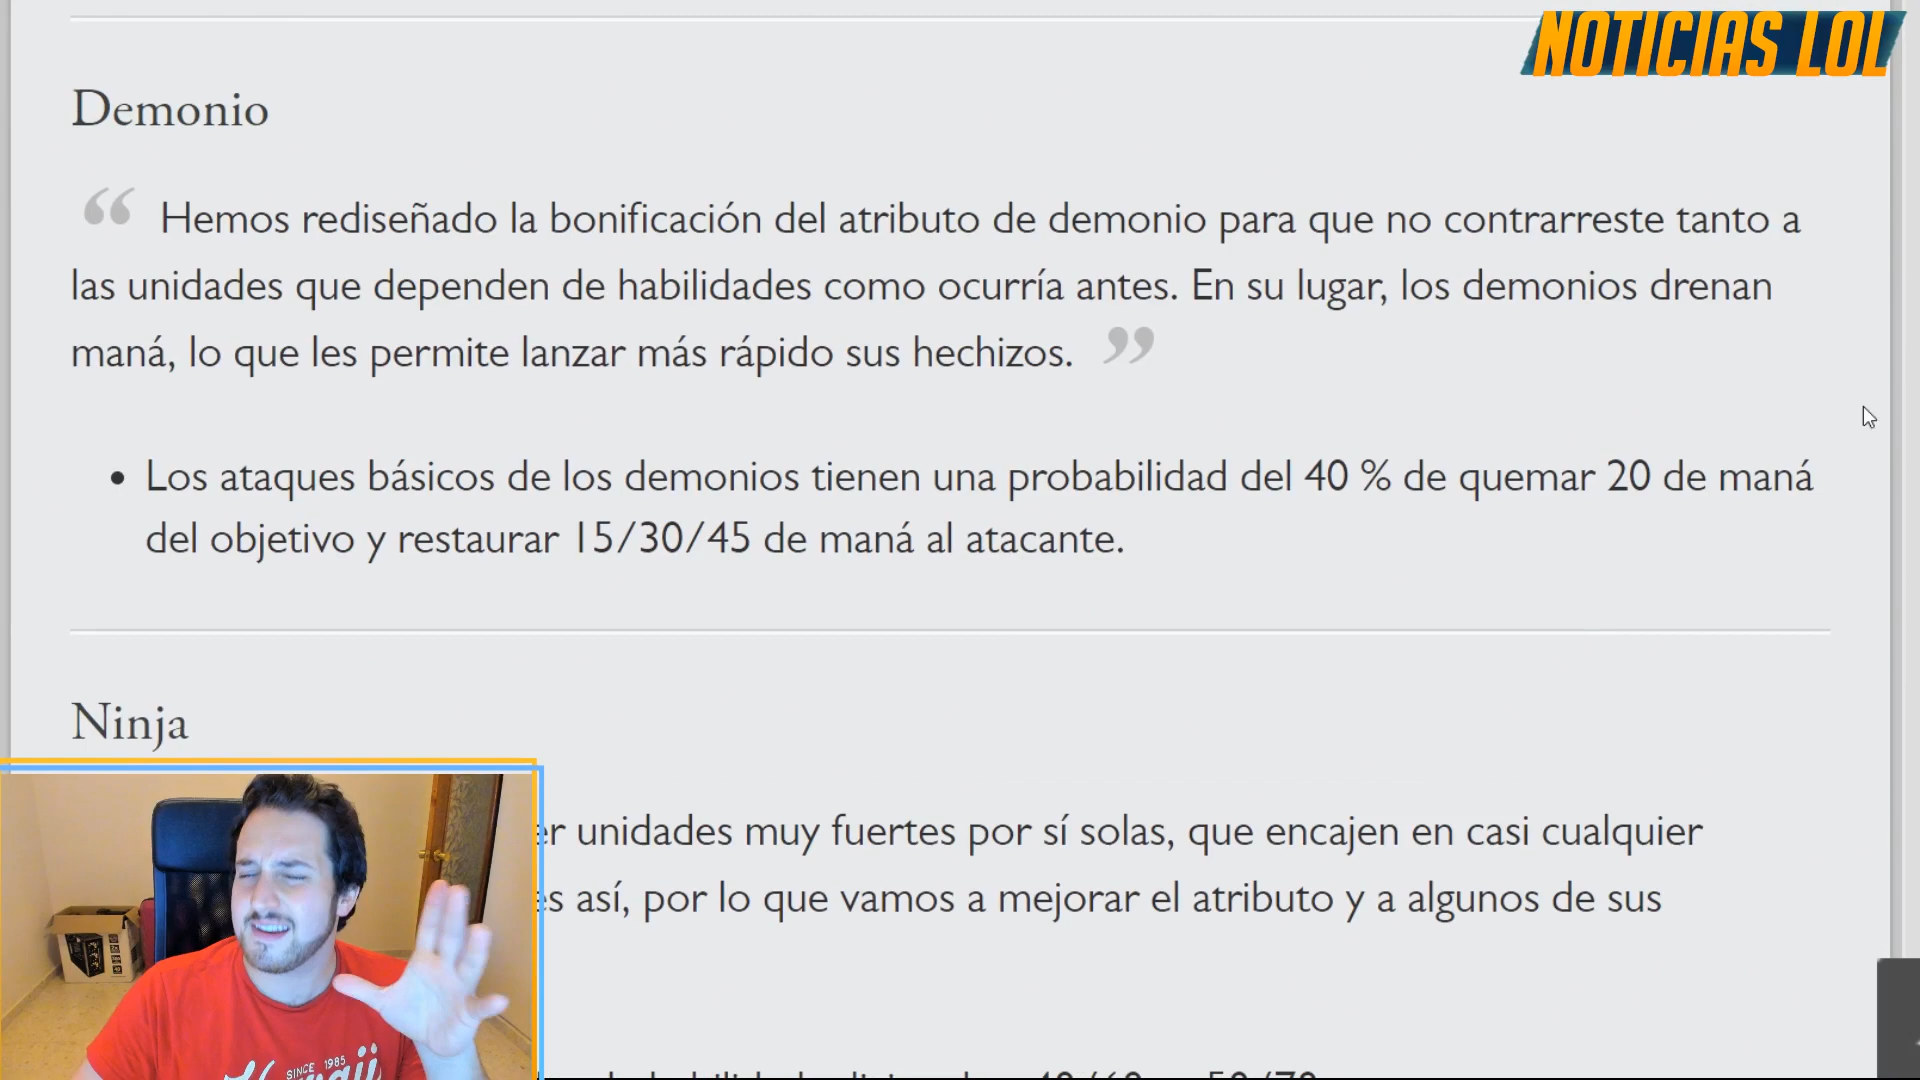 NOTICIAS LOL
Demonio
“ Hemos rediseñado la bonificación del atributo de demonio para que no contrarreste tanto a
las unidades que dependen de habilidades como ocurría antes. En su lugar, los demonios drenan
maná, lo que les permite lanzar más rápido sus hechizos. ”
• Los ataques básicos de los demonios tienen una probabilidad del 40 % de quemar 20 de maná
del objetivo y restaurar 15/30/45 de maná al atacante.
Ninja
er unidades muy fuertes por sí solas, que encajen en casi cualquier
es así, por lo que vamos a mejorar el atributo y a algunos de sus
SINCE 1985